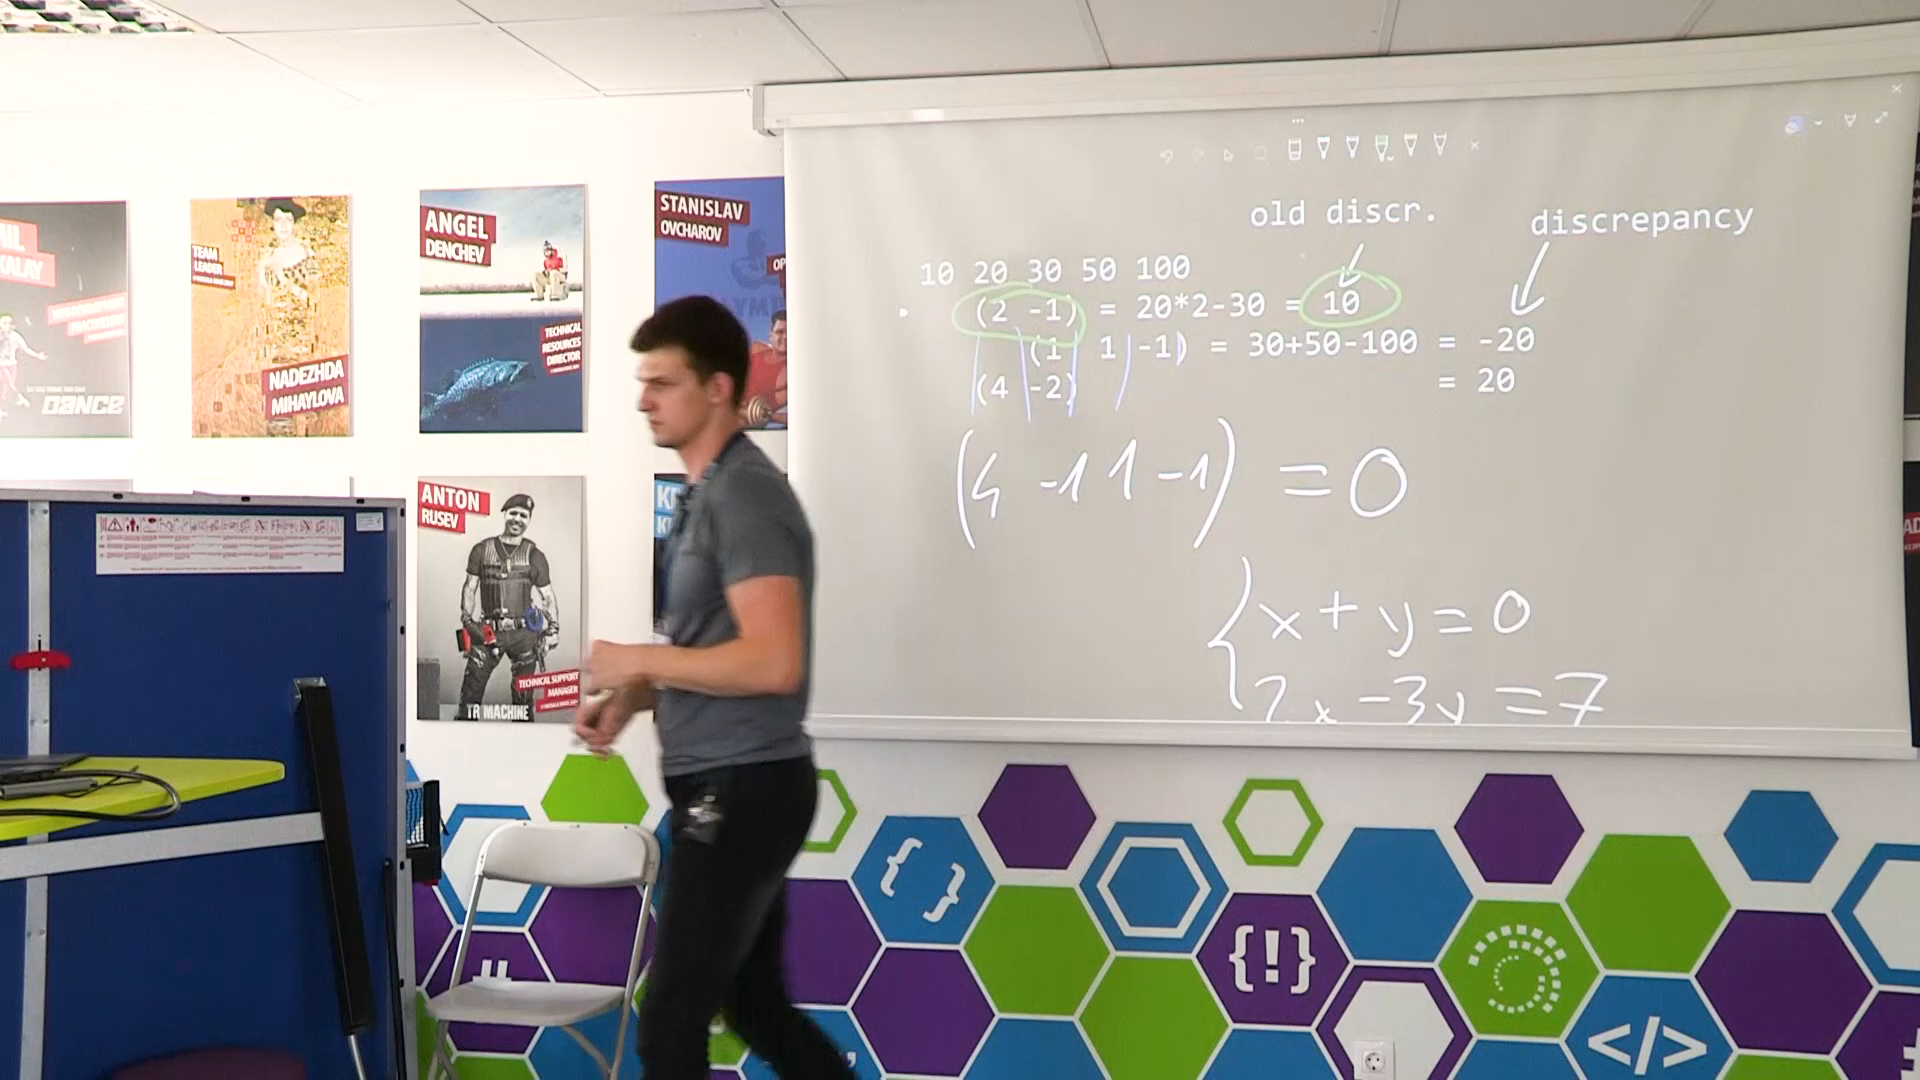 KALAY
DANCE
TEAM
LEADER
NADEZHDA
MIHAYLOVA
ANGEL
DENCHEV
TECHNICAL
RESOURCES
DIRECTOR
STANISLAV
OVCHAROV
ANTON
RUSEV
TECHNICAL SUPPORT
MANAGER
TR MACHINE
old discr.
discrepancy
10 20 30 50 100
(2 -1) = 20*2-30 = 10
(1 1 -1) = 30+50-100 = -20
(4 -2) = 20
(4 -1 1 -1) = 0
x + y = 0
2x - 3y = 7
{ }
{!}
#
</>